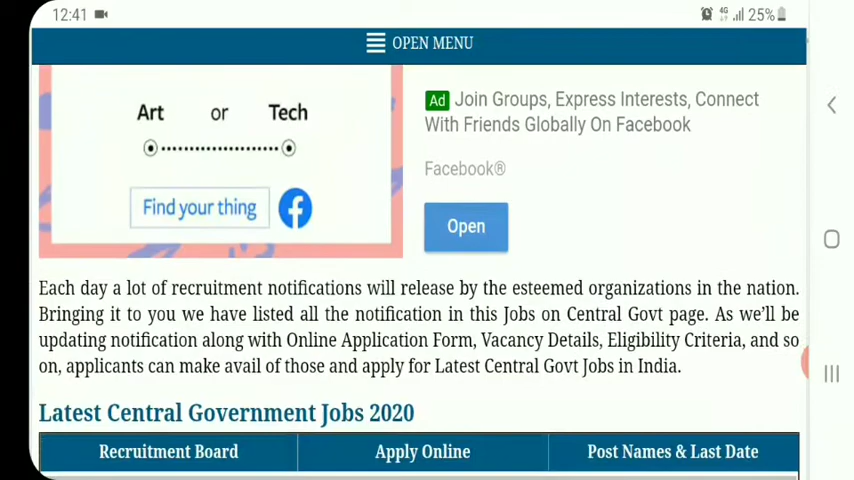 12:41
4G
25%
OPEN MENU
Art or Tech
Find your thing
Ad Join Groups, Express Interests, Connect
With Friends Globally On Facebook
Facebook®
Open
Each day a lot of recruitment notifications will release by the esteemed organizations in the nation.
Bringing it to you we have listed all the notification in this Jobs on Central Govt page. As we'll be
updating notification along with Online Application Form, Vacancy Details, Eligibility Criteria, and so
on, applicants can make avail of those and apply for Latest Central Govt Jobs in India.
Latest Central Government Jobs 2020
Recruitment Board Apply Online Post Names & Last Date